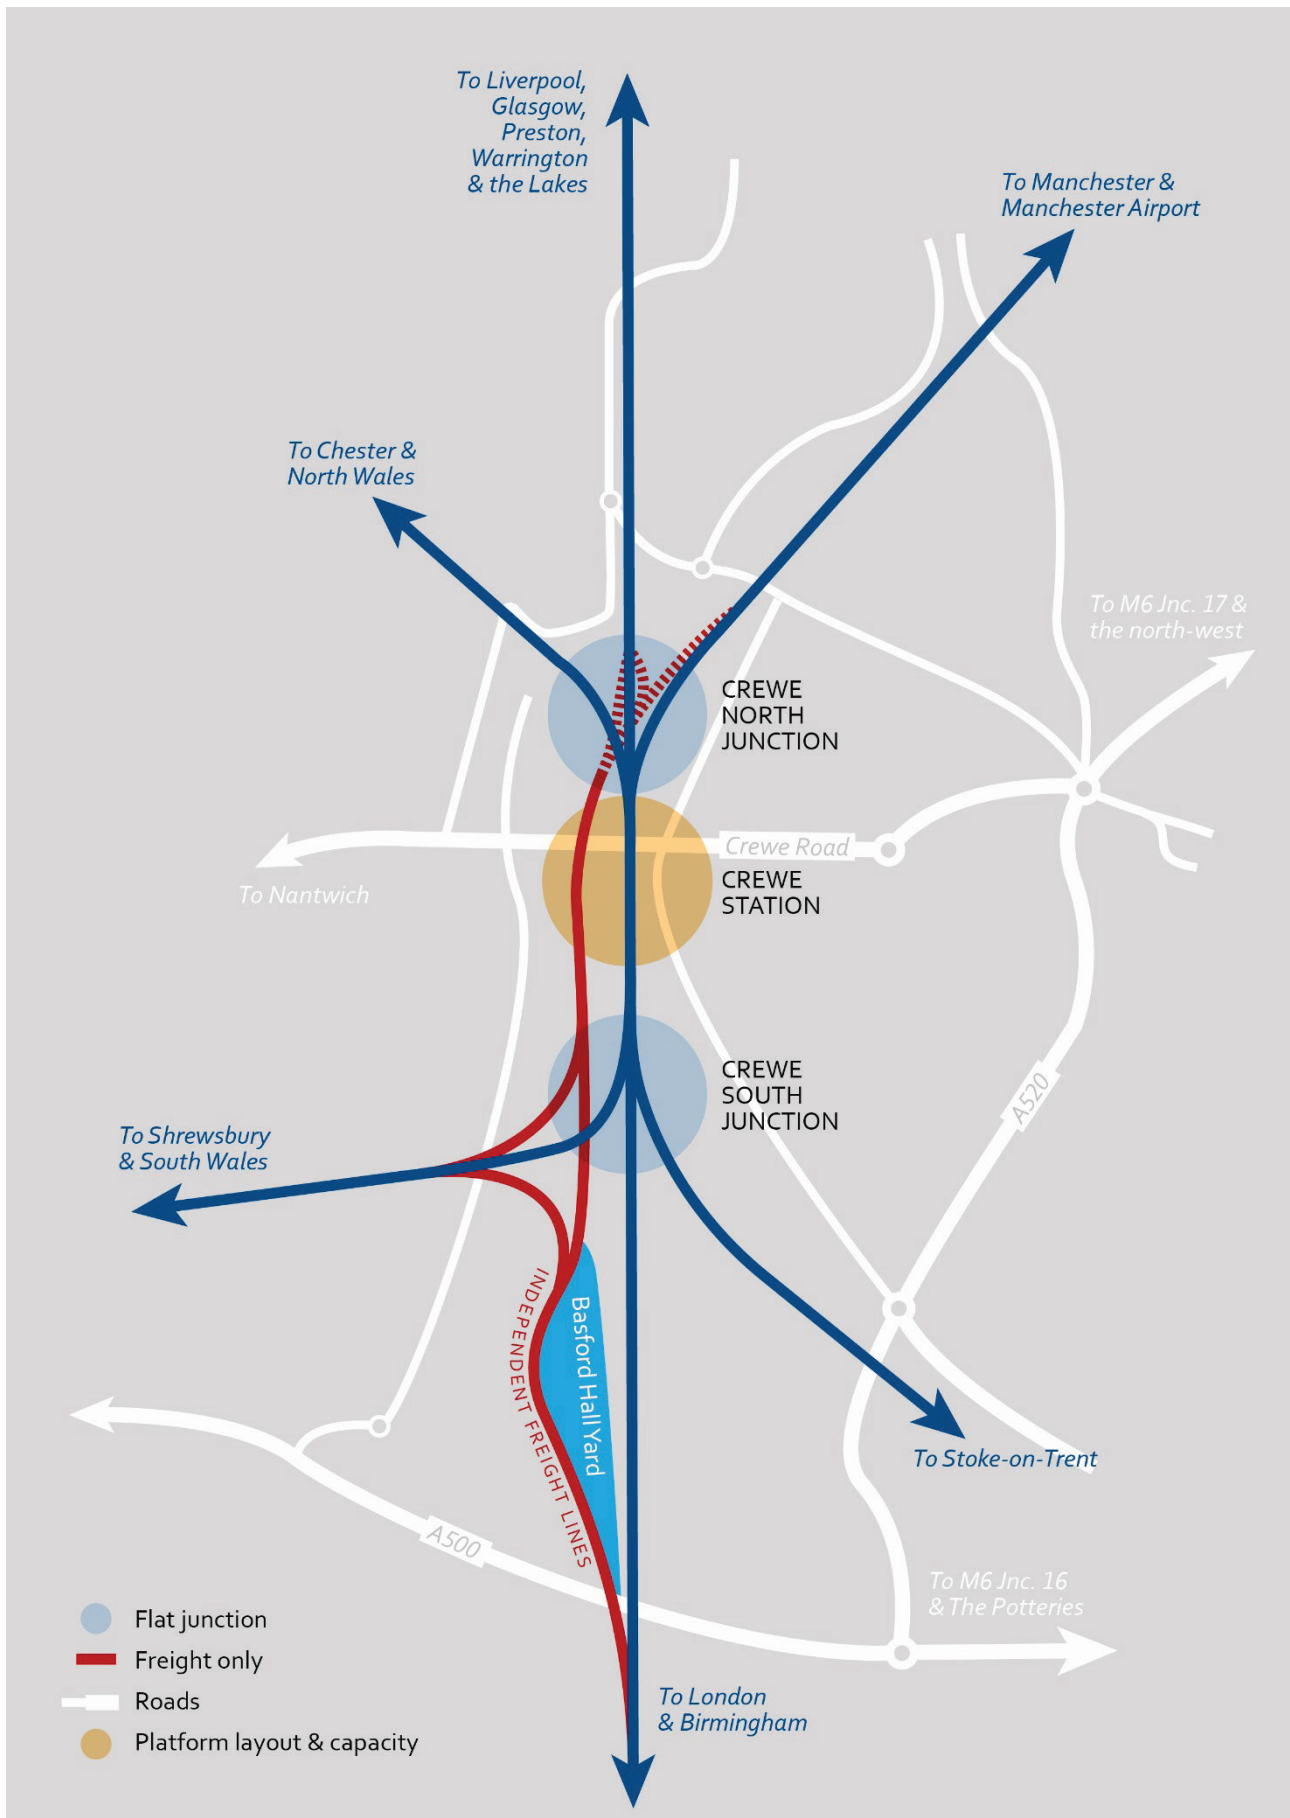 To Liverpool,
Glasgow,
Preston,
Warrington
& the Lakes
To Manchester &
Manchester Airport
To Chester &
North Wales
To M6 Jnc. 17 &
the north-west
CREWE
NORTH
JUNCTION
Crewe Road
To Nantwich
CREWE
STATION
CREWE
SOUTH
JUNCTION
A520
To Shrewsbury
& South Wales
INDEPENDENT FREIGHT LINES
Basford Hall Yard
To Stoke-on-Trent
A500
To M6 Jnc. 16
& The Potteries
Flat junction
Freight only
Roads
Platform layout & capacity
To London
& Birmingham